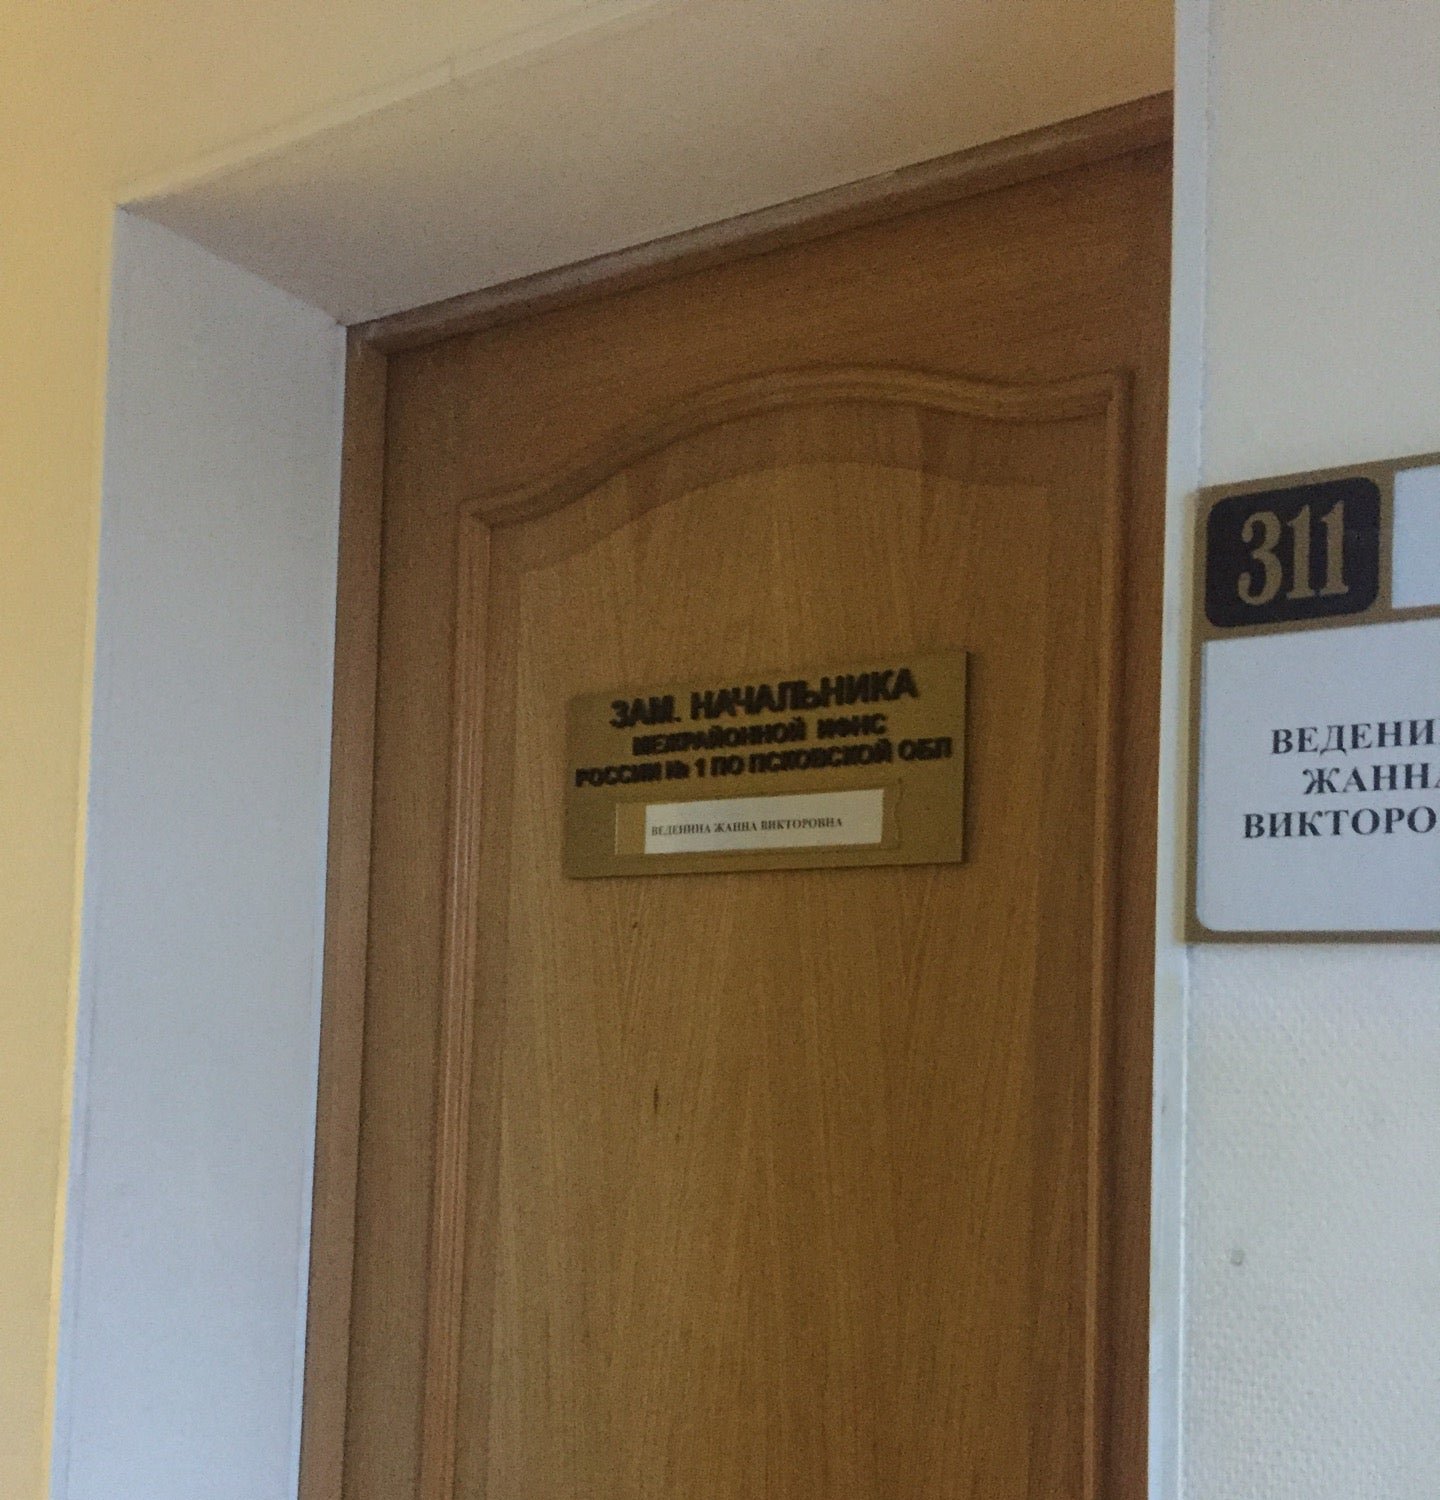 ЗАМ. НАЧАЛЬНИКА
МЕЖРАЙОННОЙ ИФНС
РОССИИ № 1 ПО ПСКОВСКОЙ ОБЛ
ВЕДЕНИНА ЖАННА ВИКТОРОВНА
311
ВЕДЕНИ
ЖАННА
ВИКТОРО